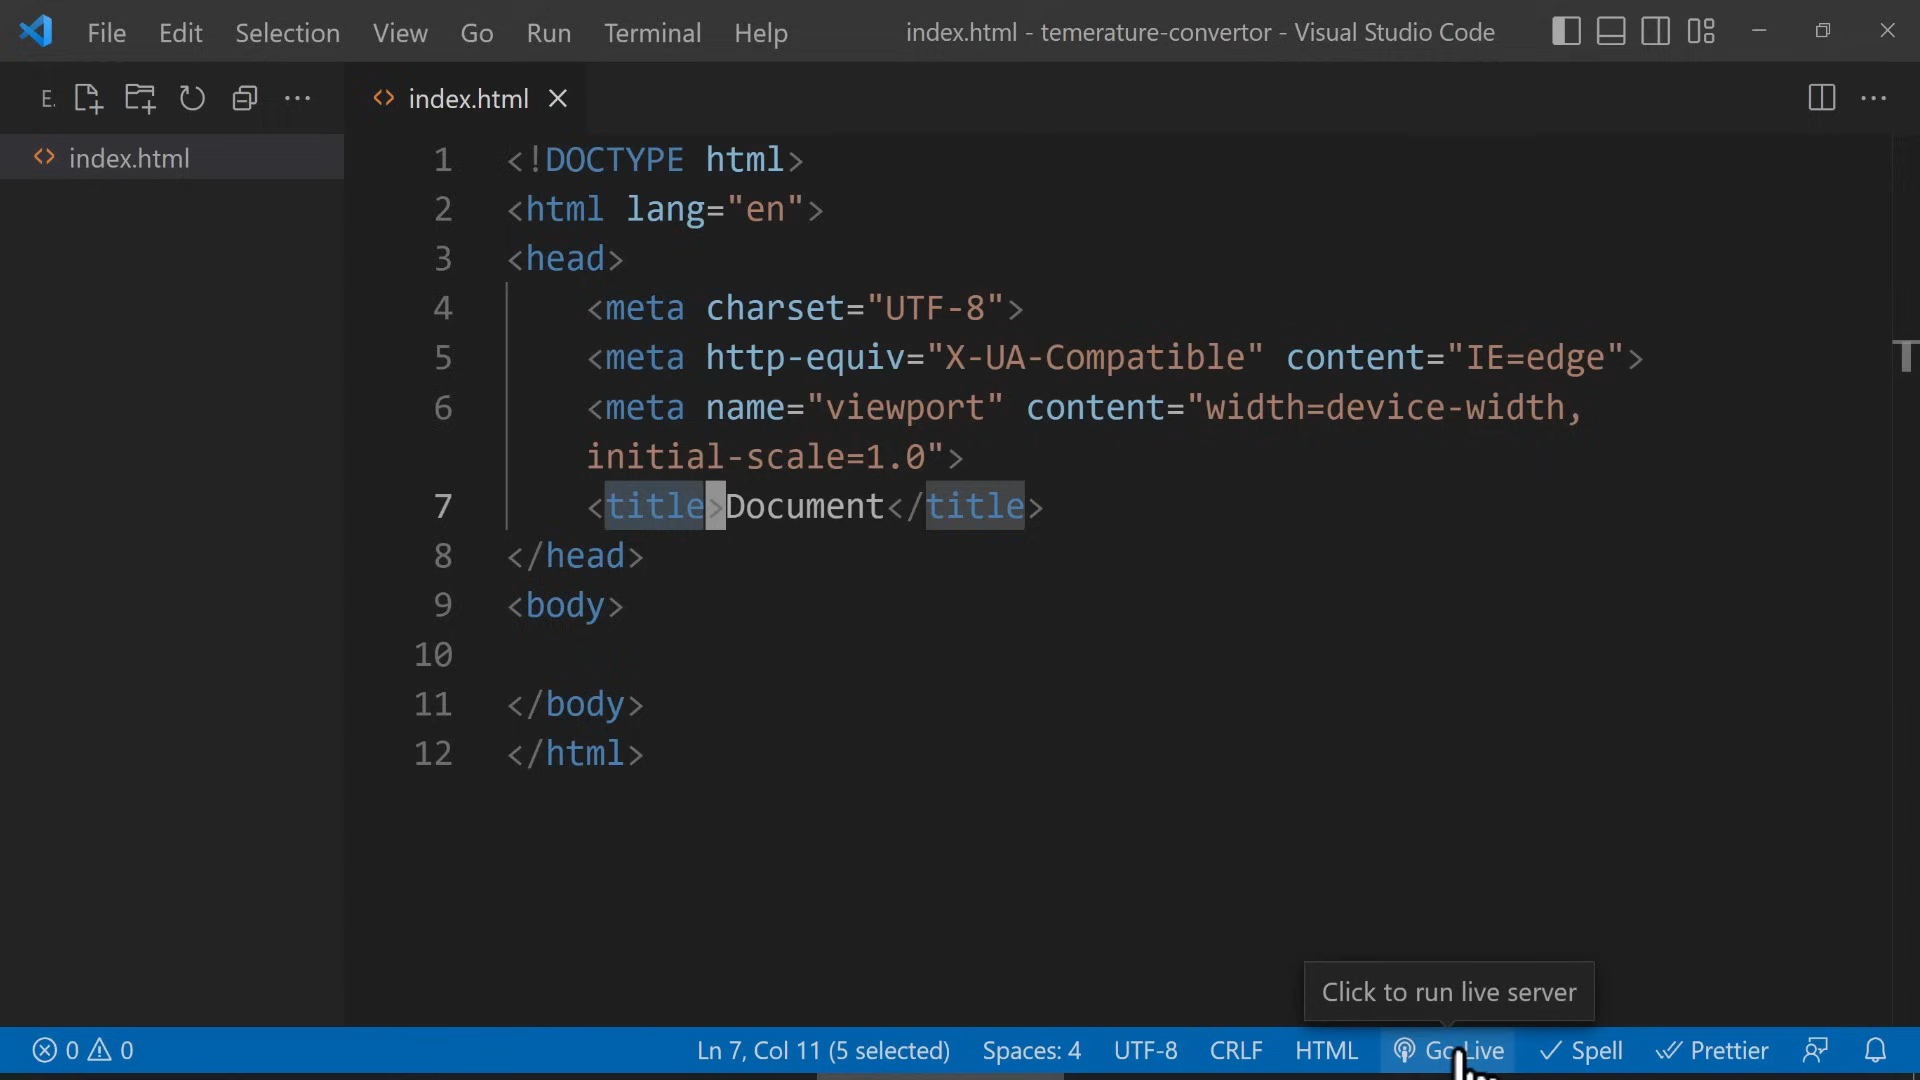 File Edit Selection View Go Run Terminal Help index.html - temerature-convertor - Visual Studio Code
E.
index.html
index.html
1 <!DOCTYPE html>
2 <html lang="en">
3 <head>
4 <meta charset="UTF-8">
5 <meta http-equiv="X-UA-Compatible" content="IE=edge">
6 <meta name="viewport" content="width=device-width,
initial-scale=1.0">
7 <title>Document</title>
8 </head>
9 <body>
10
11 </body>
12 </html>
Click to run live server
0 0 Ln 7, Col 11 (5 selected) Spaces: 4 UTF-8 CRLF HTML Go Live Spell Prettier